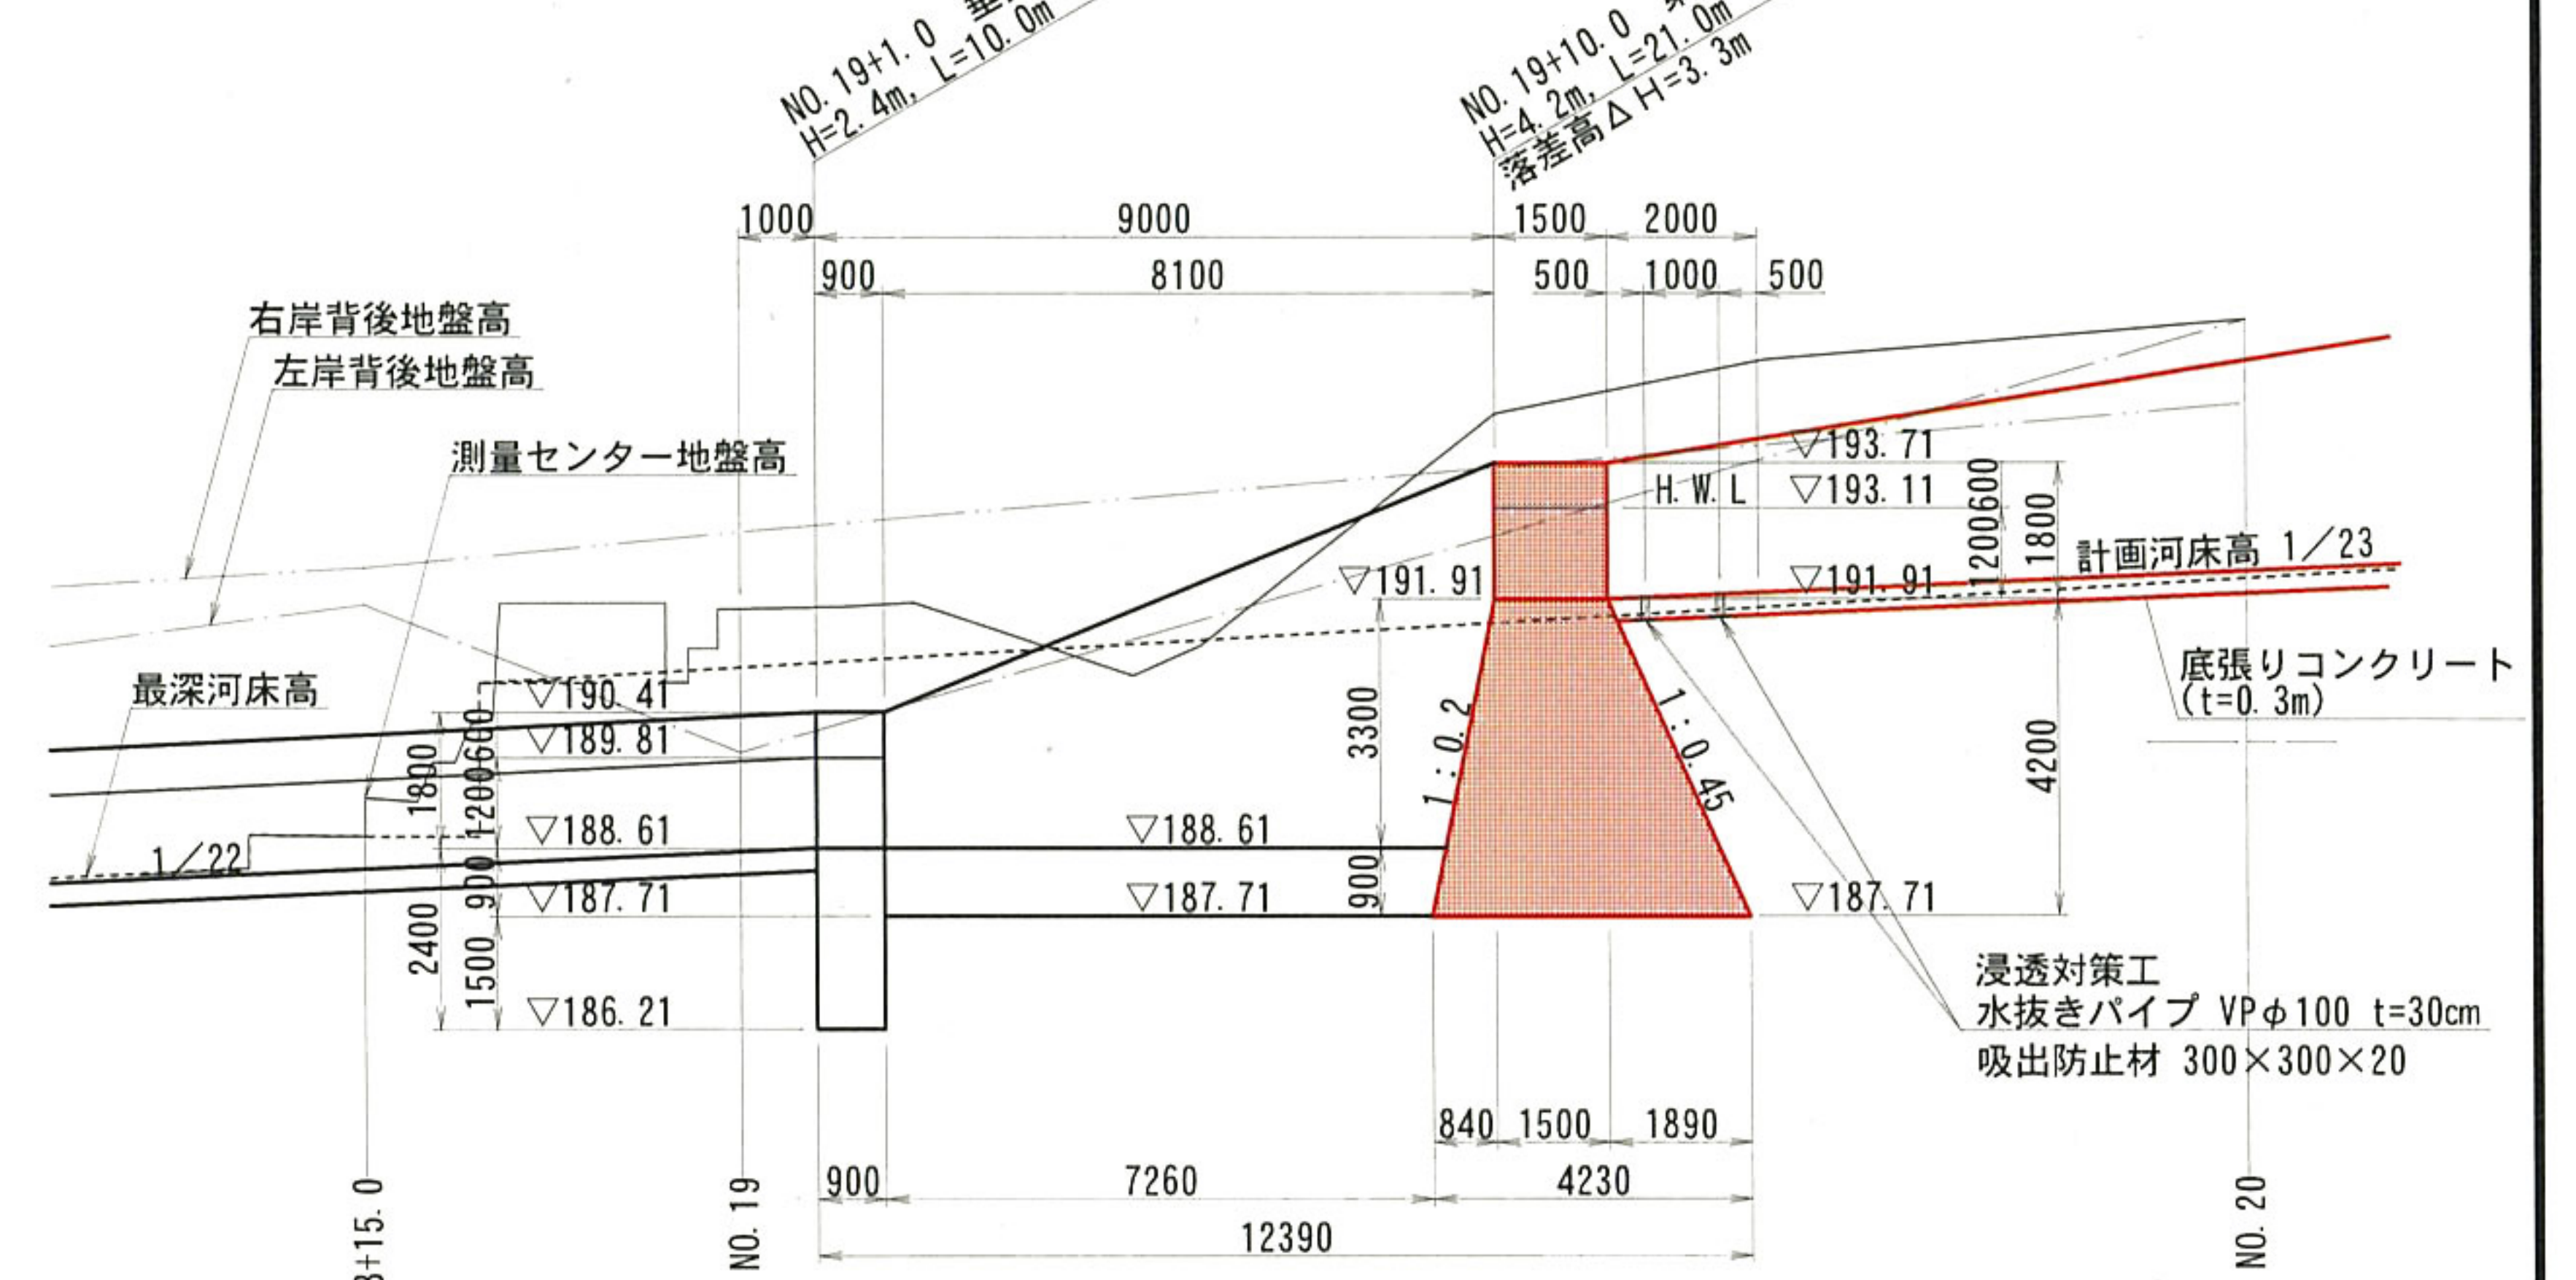 NO. 19+1. 0
H=2. 4m, L=10. 0m
NO. 19+10. 0
H=4. 2m, L=21. 0m
落差高ΔH=3. 3m
1000
9000
1500
2000
900
8100
500
1000
500
右岸背後地盤高
左岸背後地盤高
測量センター地盤高
最深河床高
▽193. 71
H. W. L ▽193. 11
▽191. 91
▽191. 91
600
1200
1800
計画河床高 1/23
底張りコンクリート
(t=0. 3m)
▽190. 41
▽189. 81
▽188. 61
▽187. 71
▽186. 21
1800
600
1200
900
2400
1500
1/22
▽188. 61
▽187. 71
3300
900
1:0. 2
1:0. 45
4200
▽187. 71
浸透対策工
水抜きパイプ VPφ100 t=30cm
吸出防止材 300×300×20
840
1500
1890
900
7260
4230
12390
+15. 0
NO. 19
NO. 20